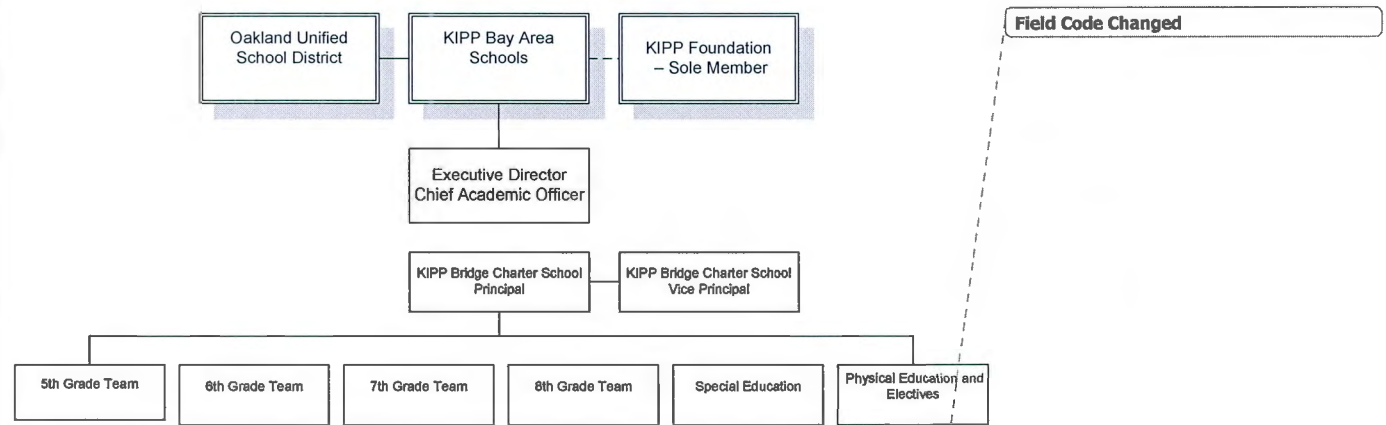 Oakland Unified
School District
KIPP Bay Area
Schools
KIPP Foundation
– Sole Member
Field Code Changed
Executive Director
Chief Academic Officer
KIPP Bridge Charter School
Principal
KIPP Bridge Charter School
Vice Principal
5th Grade Team
6th Grade Team
7th Grade Team
8th Grade Team
Special Education
Physical Education and
Electives